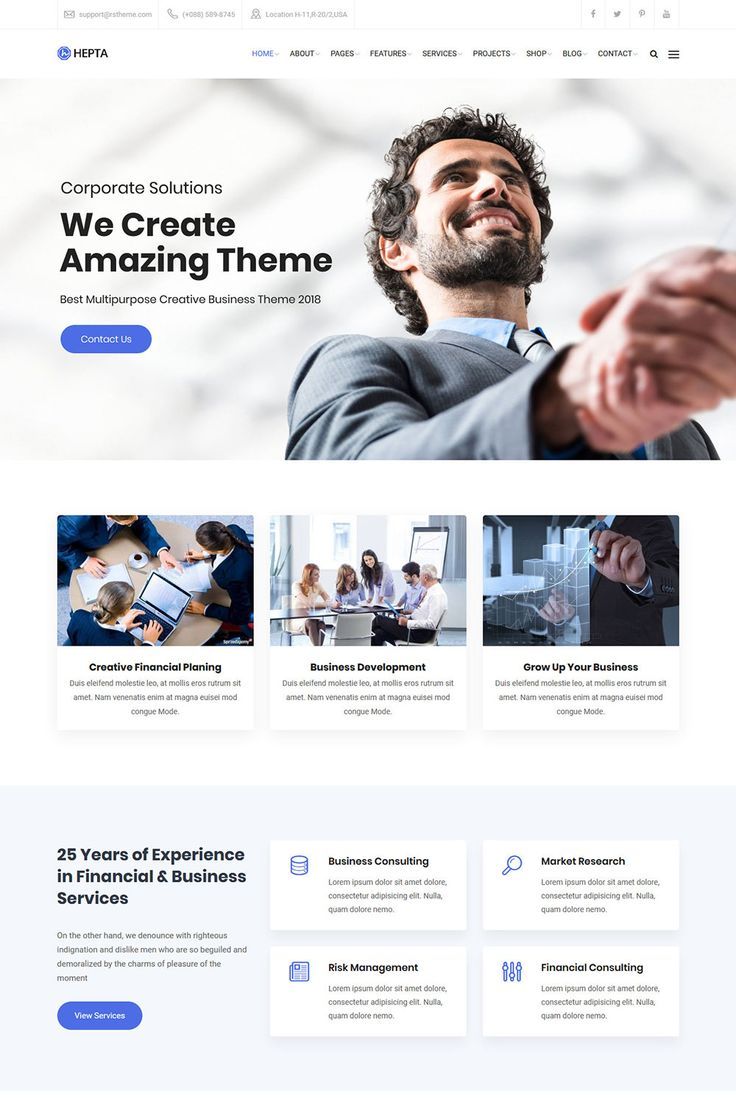 support@rstheme.com (+088) 589-8745 Location H-11,R-20/2,USA
HEPTA HOME ABOUT PAGES FEATURES SERVICES PROJECTS SHOP BLOG CONTACT
Corporate Solutions
We Create
Amazing Theme
Best Multipurpose Creative Business Theme 2018
Contact Us
Creative Financial Planing
Duis eleifend molestie leo, at mollis eros rutrum sit
amet. Nam venenatis enim at magna euisei mod
congue Mode.
Business Development
Duis eleifend molestie leo, at mollis eros rutrum sit
amet. Nam venenatis enim at magna euisei mod
congue Mode.
Grow Up Your Business
Duis eleifend molestie leo, at mollis eros rutrum sit
amet. Nam venenatis enim at magna euisei mod
congue Mode.
25 Years of Experience
in Financial & Business
Services
On the other hand, we denounce with righteous
indignation and dislike men who are so beguiled and
demoralized by the charms of pleasure of the
moment
View Services
Business Consulting
Lorem ipsum dolor sit amet dolore,
consectetur adipisicing elit. Nulla,
quam dolore nemo.
Market Research
Lorem ipsum dolor sit amet dolore,
consectetur adipisicing elit. Nulla,
quam dolore nemo.
Risk Management
Lorem ipsum dolor sit amet dolore,
consectetur adipisicing elit. Nulla,
quam dolore nemo.
Financial Consulting
Lorem ipsum dolor sit amet dolore,
consectetur adipisicing elit. Nulla,
quam dolore nemo.